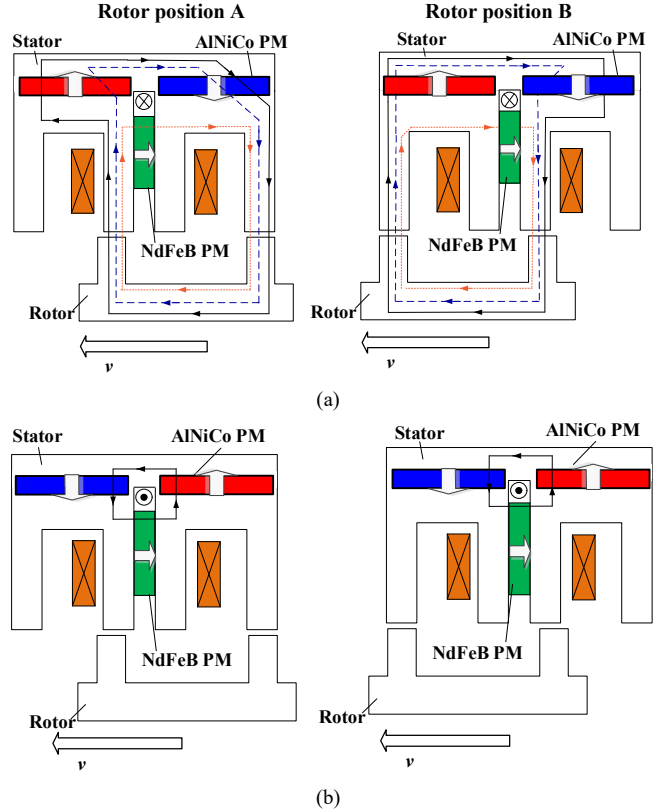 Rotor position A
Rotor position B
Stator
AlNiCo PM
Stator
AlNiCo PM
NdFeB PM
NdFeB PM
Rotor
Rotor
v
v
(a)
Stator
AlNiCo PM
Stator
AlNiCo PM
NdFeB PM
NdFeB PM
Rotor
Rotor
v
v
(b)